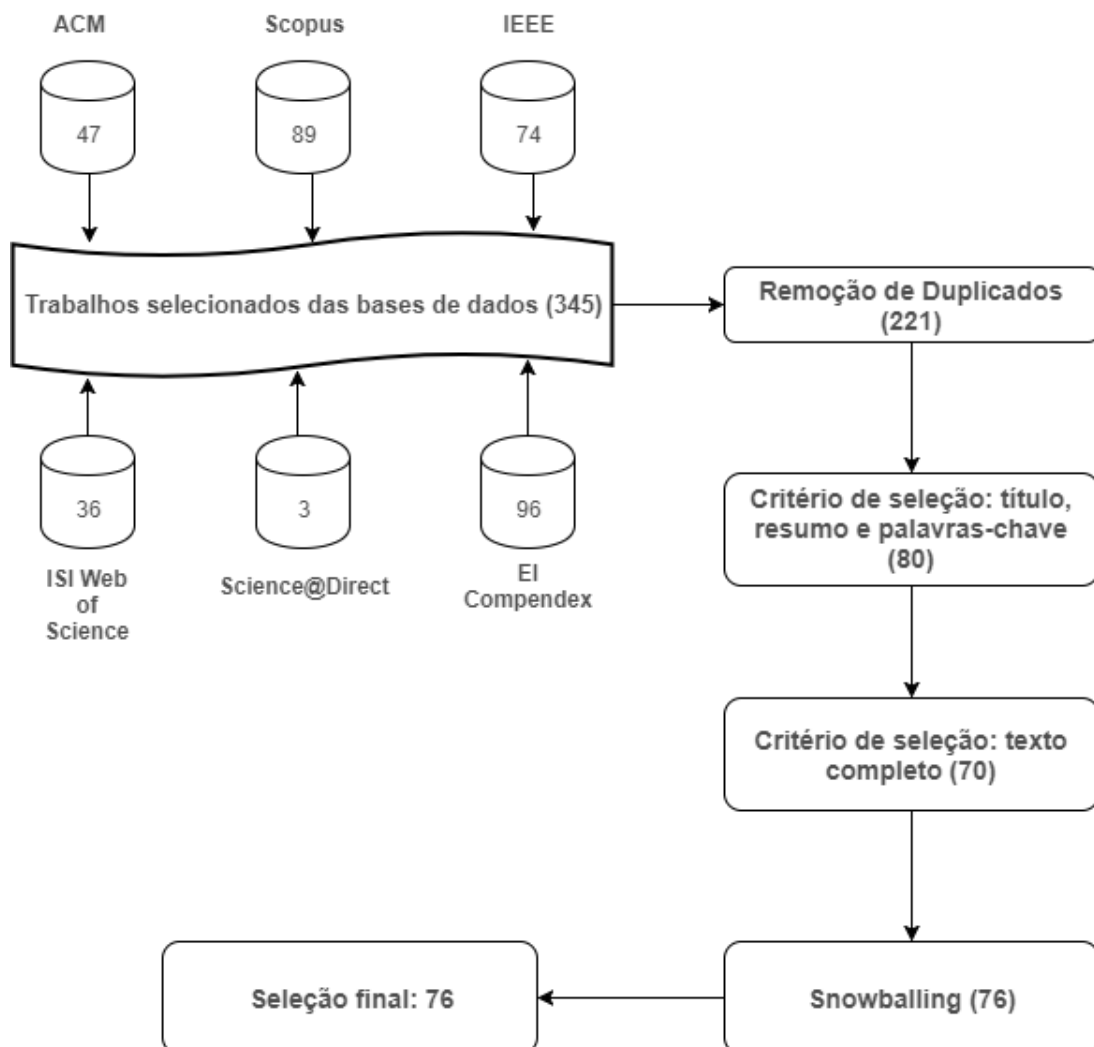 ACM
Scopus
IEEE
47
89
74
Trabalhos selecionados das bases de dados (345)
Remoção de Duplicados
(221)
36
3
96
ISI Web
of
Science
Science@Direct
EI
Compendex
Critério de seleção: título,
resumo e palavras-chave
(80)
Critério de seleção: texto
completo (70)
Snowballing (76)
Seleção final: 76